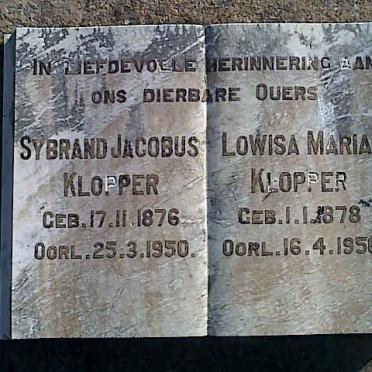 IN LIEFDEVOLLE HERINNERING AAN
ONS DIERBARE OUERS
SYBRAND JACOBUS
KLOPPER
GEB. 17.11.1876
OORL. 25.3.1950.
LOWISA MARIA
KLOPPER
GEB. 1.1.1878
OORL. 16.4.1956